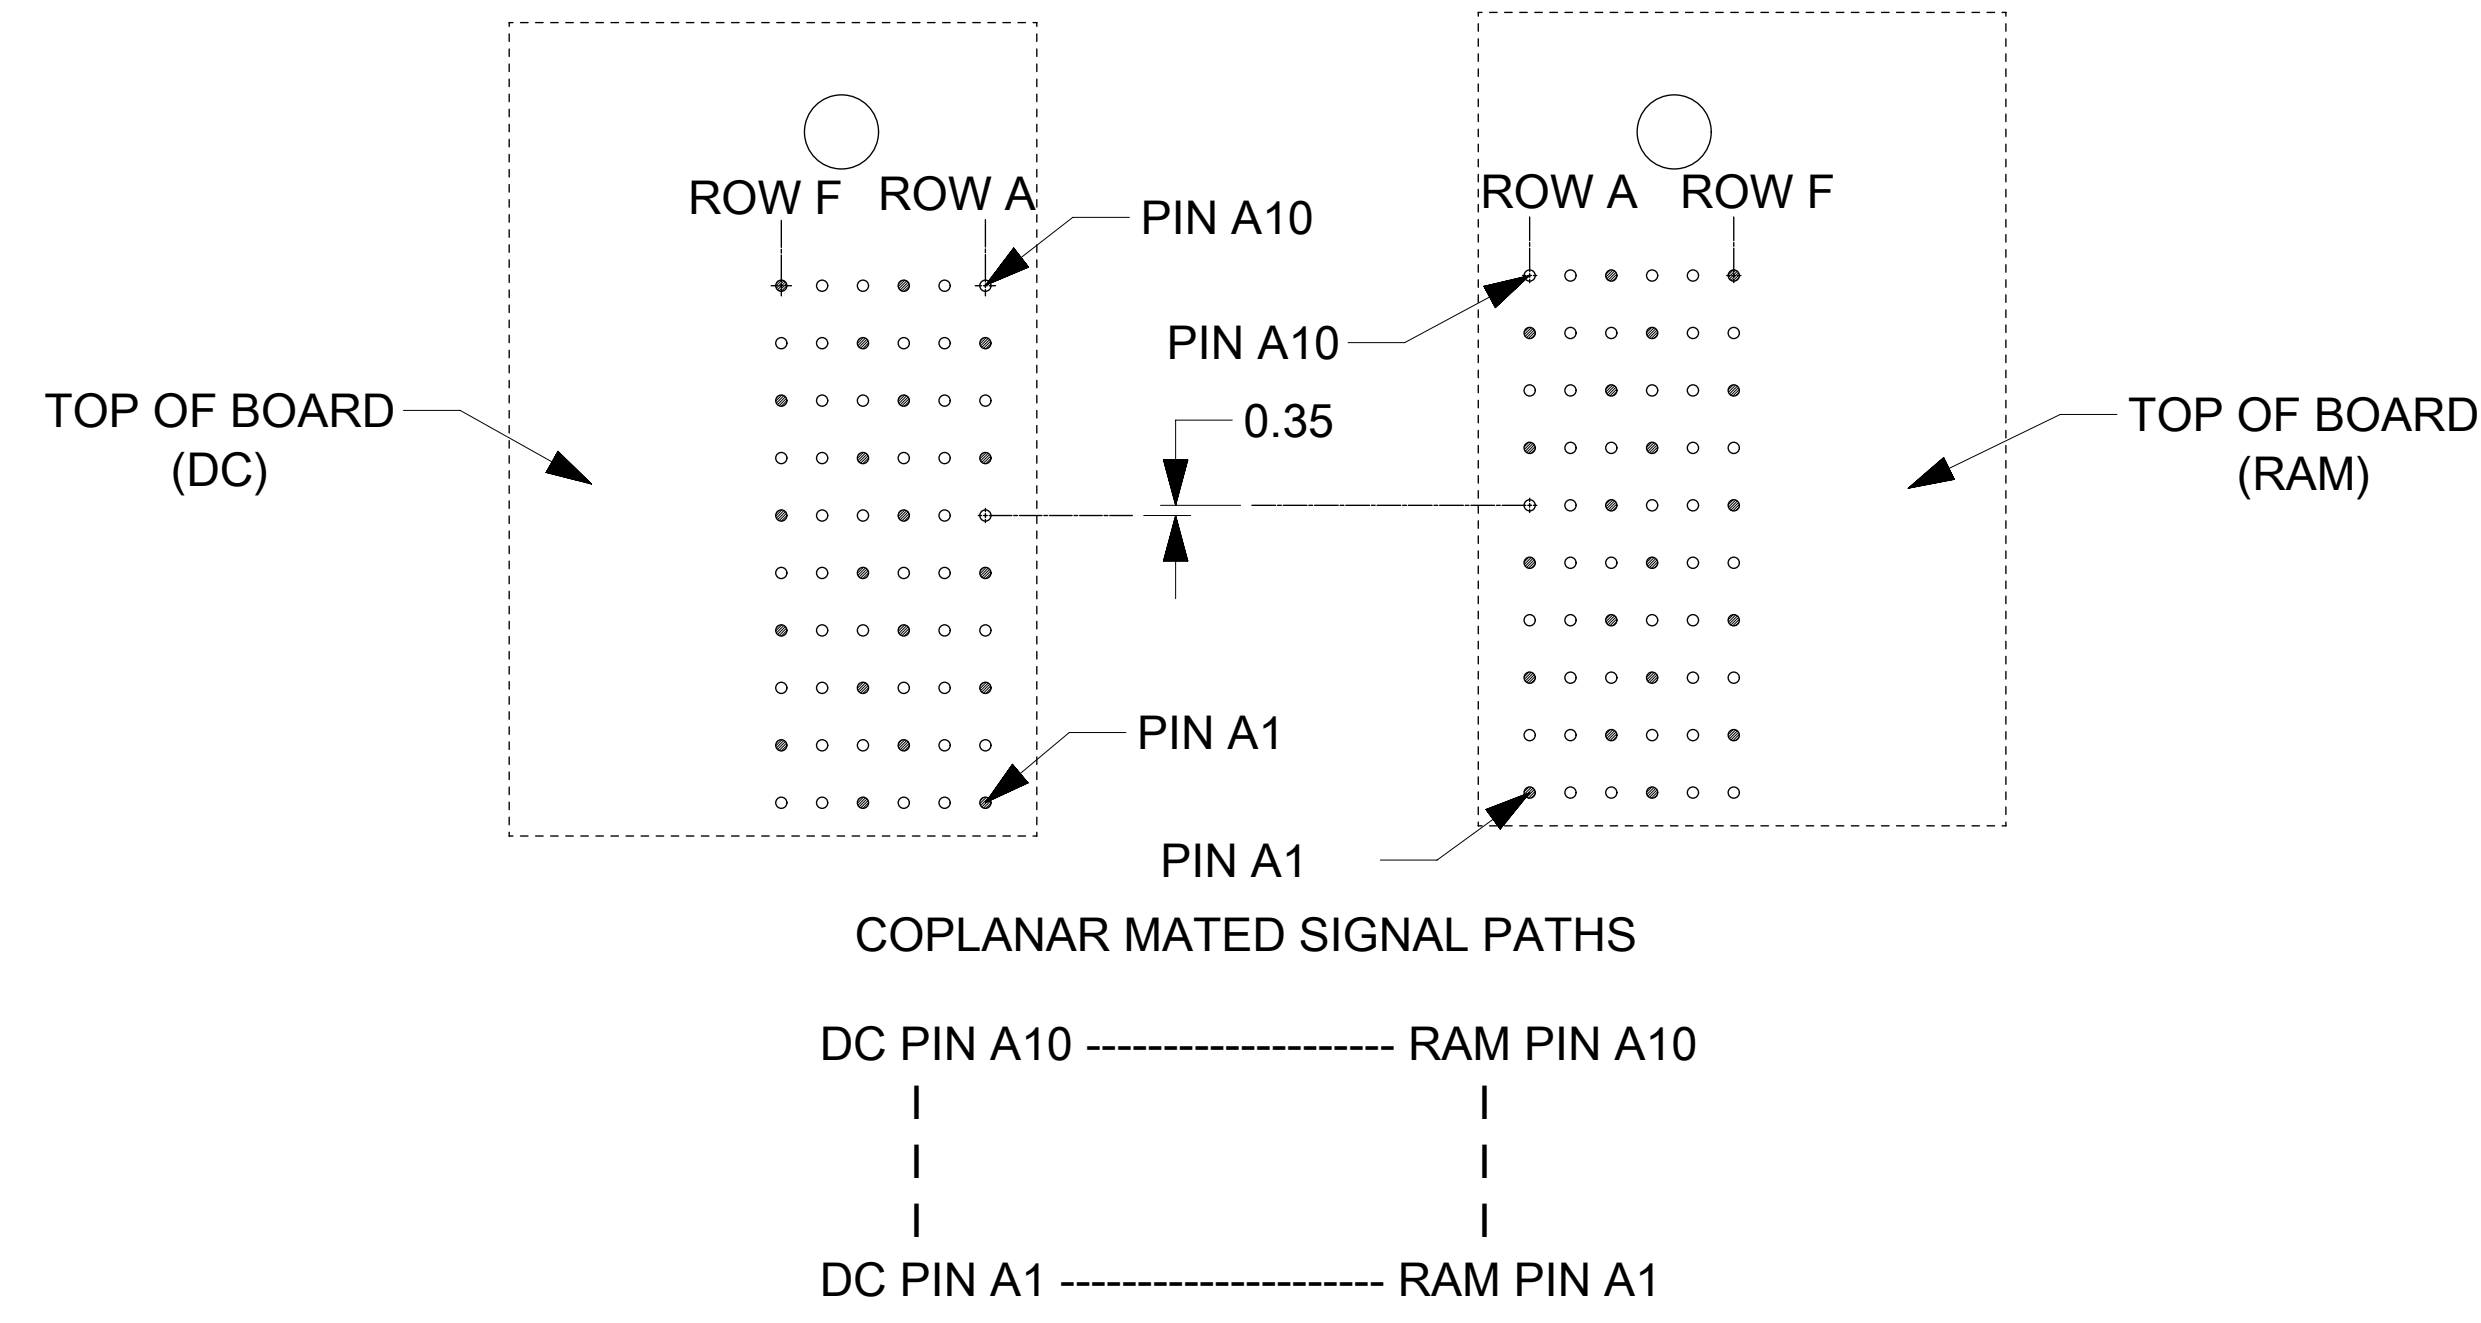 ROW F
ROW A
PIN A10
ROW A
ROW F
PIN A10
0.35
TOP OF BOARD
(DC)
TOP OF BOARD
(RAM)
PIN A1
PIN A1
COPLANAR MATED SIGNAL PATHS
DC PIN A10 -------------------- RAM PIN A10
| |
| |
| |
DC PIN A1 --------------------- RAM PIN A1